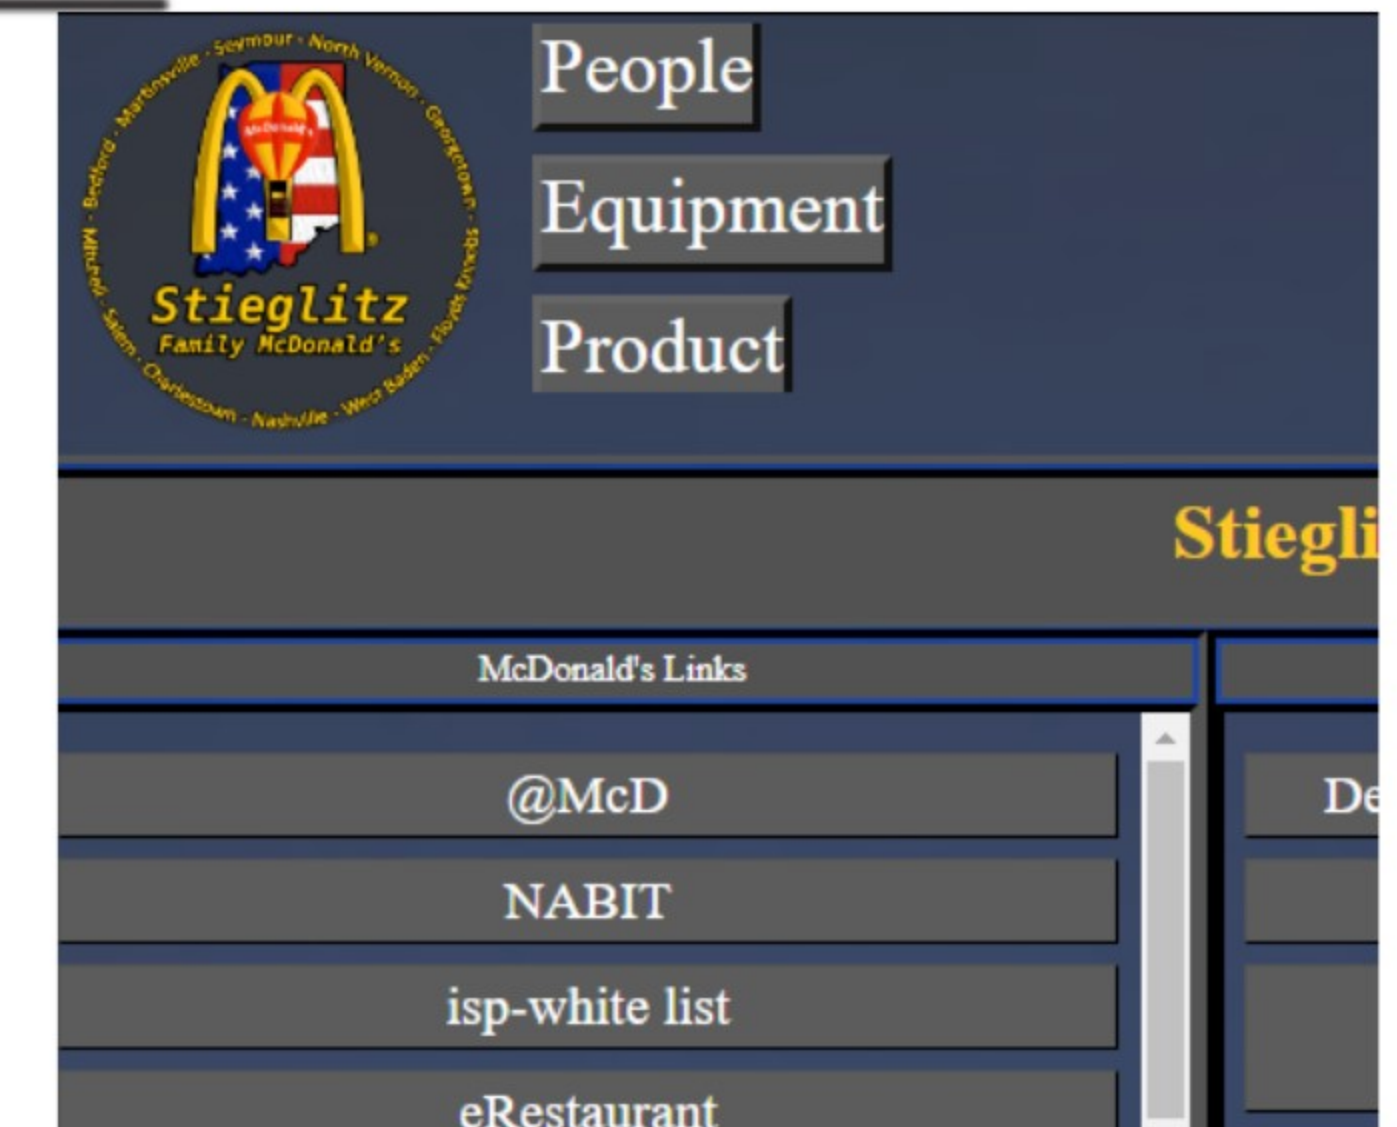 Mitchell - Bedford - Martinsville - Seymour - North Vernon - Georgetown - Floyds Knobs - West Baden - Nashville - Charlestown - Salem -
McDonald's
Stieglitz
Family McDonald's
People
Equipment
Product
Stiegli
McDonald's Links
@McD
De
NABIT
isp-white list
eRestaurant